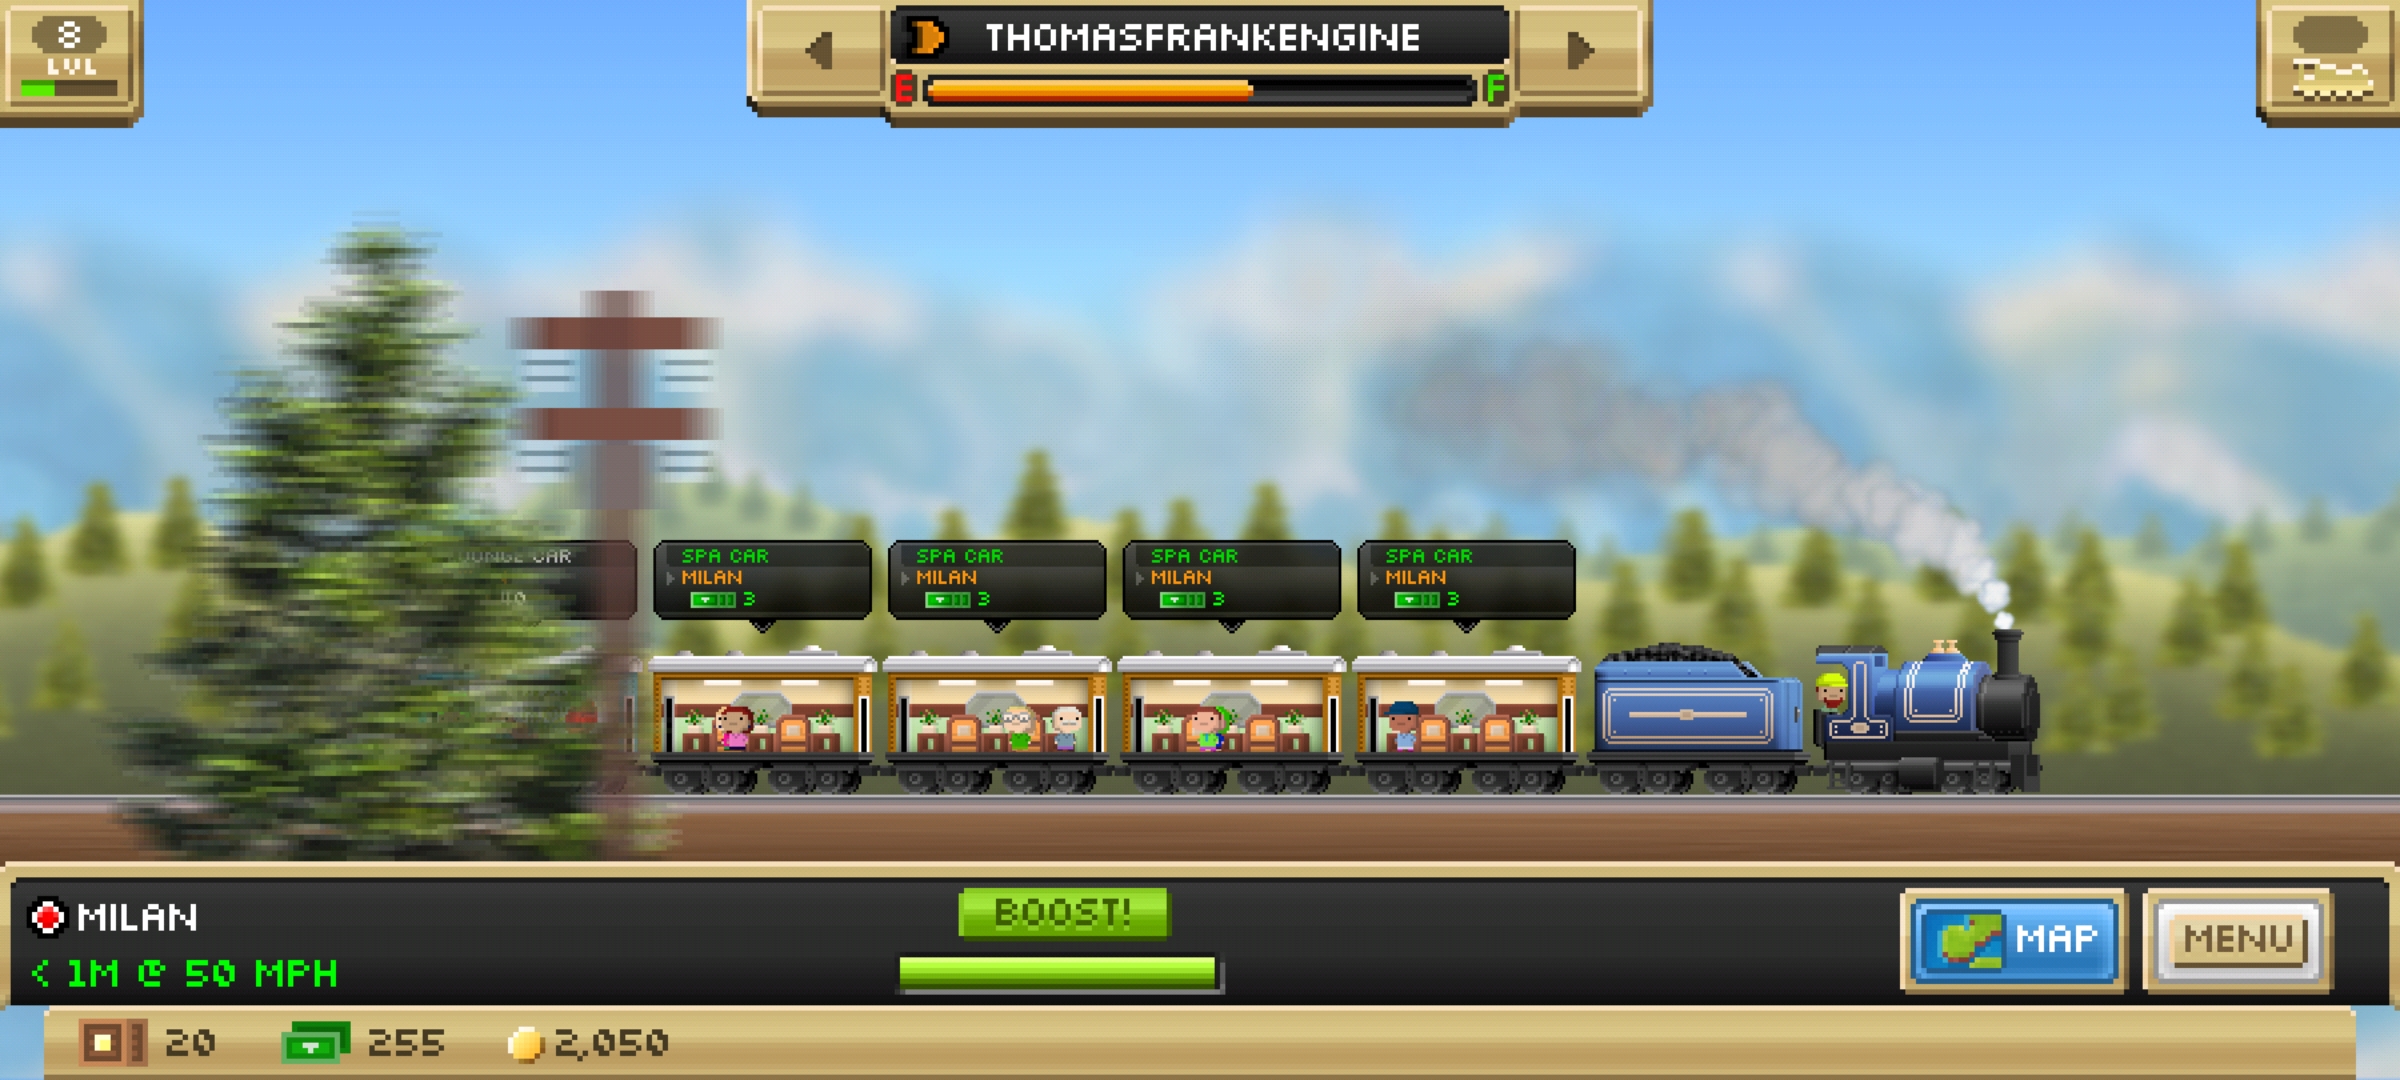 8
LVL
THOMASFRANKENGINE
E
F
CAR
SPA CAR
MILAN
3
SPA CAR
MILAN
3
SPA CAR
MILAN
3
SPA CAR
MILAN
3
MILAN
< 1M @ 50 MPH
BOOST!
MAP
MENU
20
255
2,050